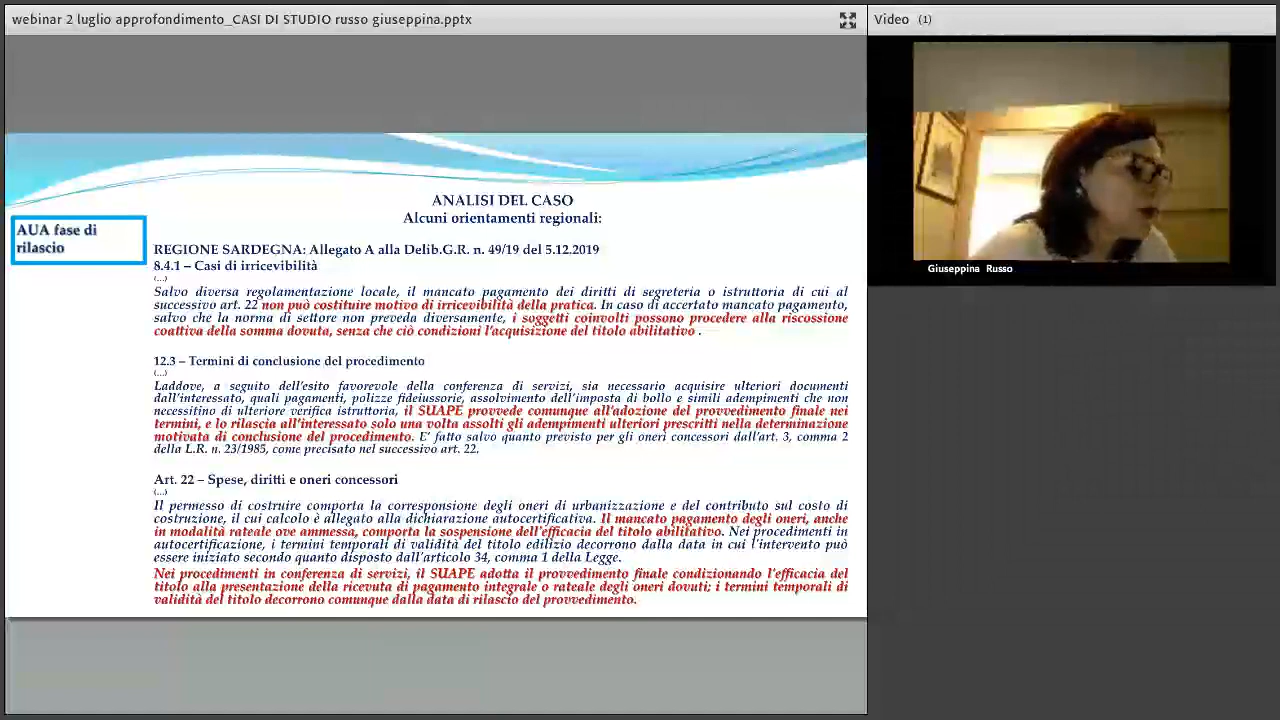 webinar 2 luglio approfondimento_CASI DI STUDIO russo giuseppina.pptx
Video (1)
Giuseppina Russo
ANALISI DEL CASO
Alcuni orientamenti regionali:
AUA fase di
rilascio
REGIONE SARDEGNA: Allegato A alla Delib.G.R. n. 49/19 del 5.12.2019
8.4.1 – Casi di irricevibilità
(...)
Salvo diversa regolamentazione locale, il mancato pagamento dei diritti di segreteria o istruttoria di cui al
successivo art. 22 non può costituire motivo di irricevibilità della pratica. In caso di accertato mancato pagamento,
salvo che la norma di settore non preveda diversamente, i soggetti coinvolti possono procedere alla riscossione
coattiva della somma dovuta, senza che ciò condizioni l'acquisizione del titolo abilitativo .
12.3 – Termini di conclusione del procedimento
(...)
Laddove, a seguito dell'esito favorevole della conferenza di servizi, sia necessario acquisire ulteriori documenti
dall'interessato, quali pagamenti, polizze fideiussorie, assolvimento dell'imposta di bollo e simili adempimenti che non
necessitino di ulteriore verifica istruttoria, il SUAPE provvede comunque all'adozione del provvedimento finale nei
termini, e lo rilascia all'interessato solo una volta assolti gli adempimenti ulteriori prescritti nella determinazione
motivata di conclusione del procedimento. E' fatto salvo quanto previsto per gli oneri concessori dall'art. 3, comma 2
della L.R. n. 23/1985, come precisato nel successivo art. 22.
Art. 22 – Spese, diritti e oneri concessori
(...)
Il permesso di costruire comporta la corresponsione degli oneri di urbanizzazione e del contributo sul costo di
costruzione, il cui calcolo è allegato alla dichiarazione autocertificativa. Il mancato pagamento degli oneri, anche
in modalità rateale ove ammessa, comporta la sospensione dell'efficacia del titolo abilitativo. Nei procedimenti in
autocertificazione, i termini temporali di validità del titolo edilizio decorrono dalla data in cui l'intervento può
essere iniziato secondo quanto disposto dall'articolo 34, comma 1 della Legge.
Nei procedimenti in conferenza di servizi, il SUAPE adotta il provvedimento finale condizionando l'efficacia del
titolo alla presentazione della ricevuta di pagamento integrale o rateale degli oneri dovuti; i termini temporali di
validità del titolo decorrono comunque dalla data di rilascio del provvedimento.